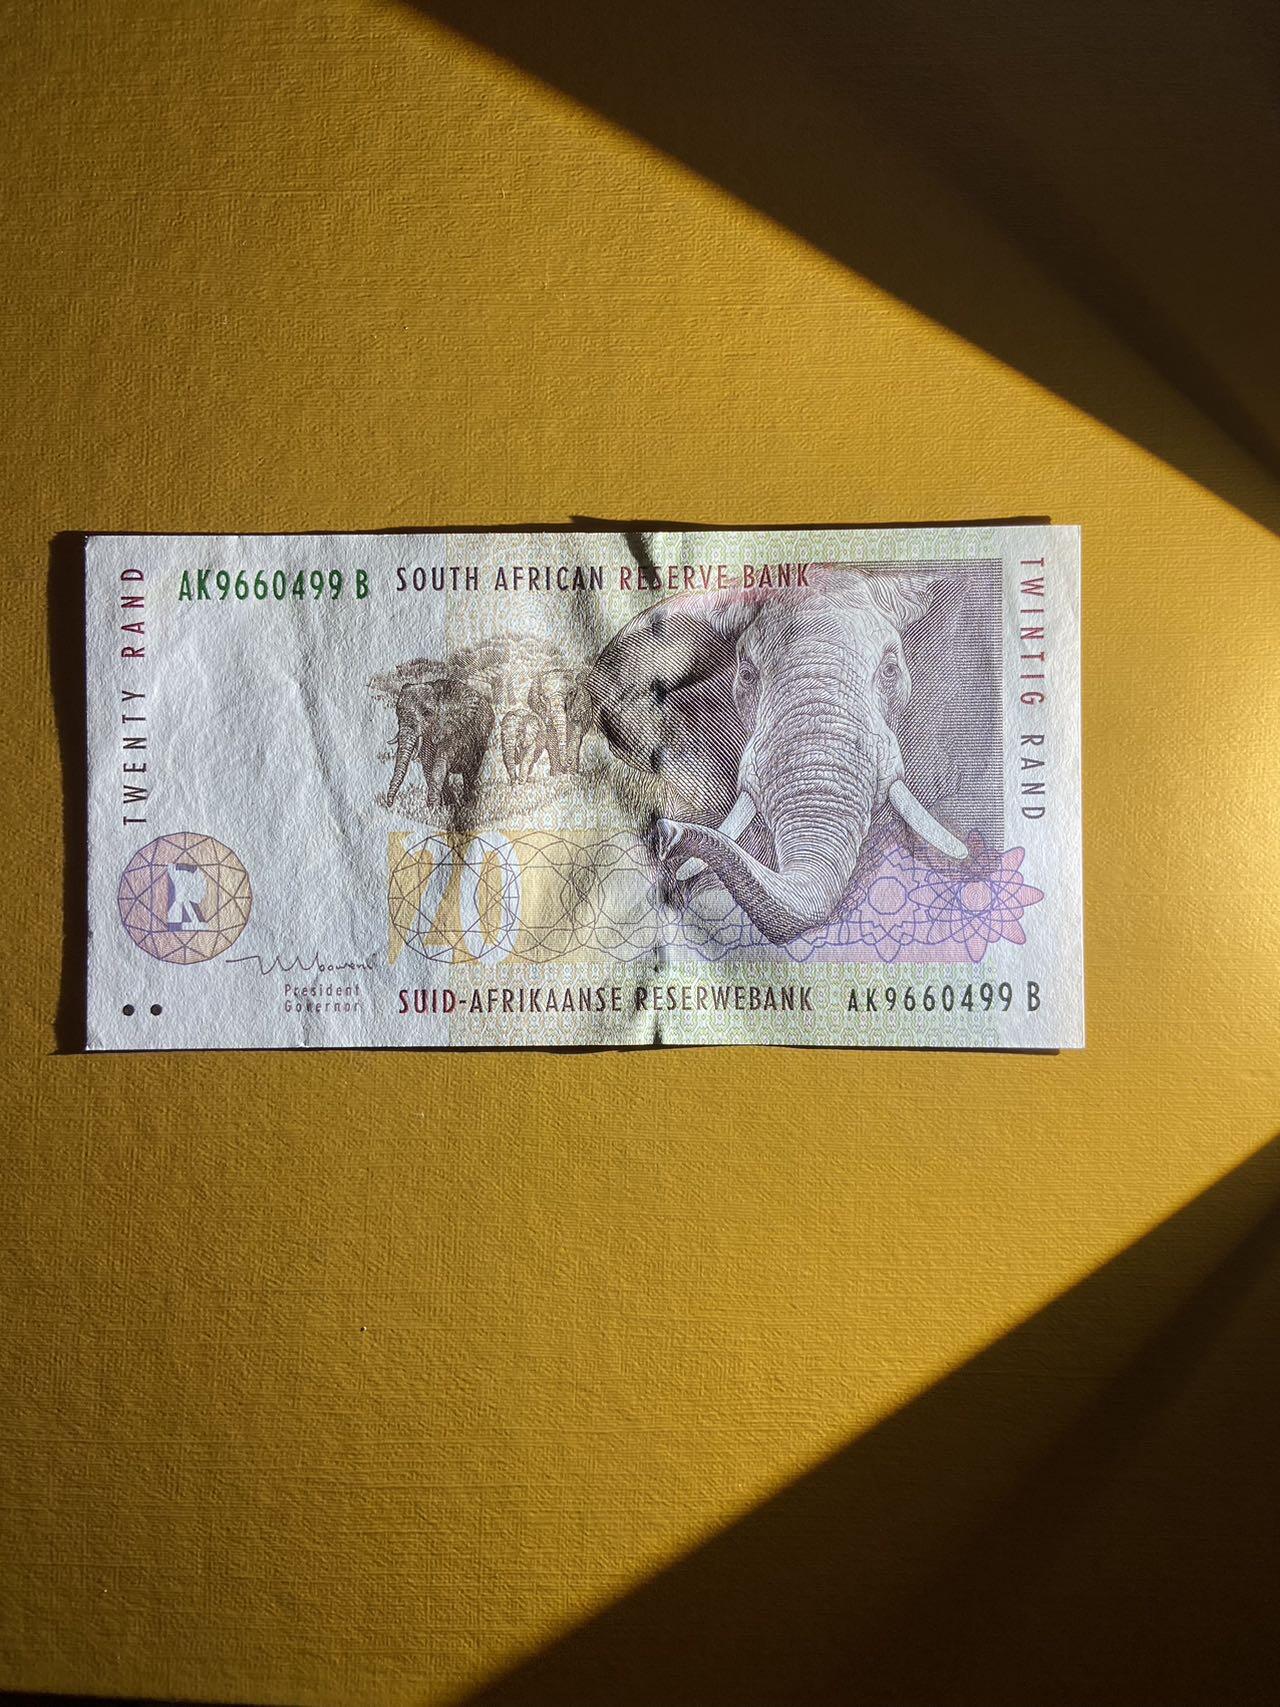 TWENTY RAND
AK9660499 B
SOUTH AFRICAN RESERVE BANK
TWINTIG RAND
20
R
President
Governor
SUID-AFRIKAANSE RESERWEBANK
AK9660499 B